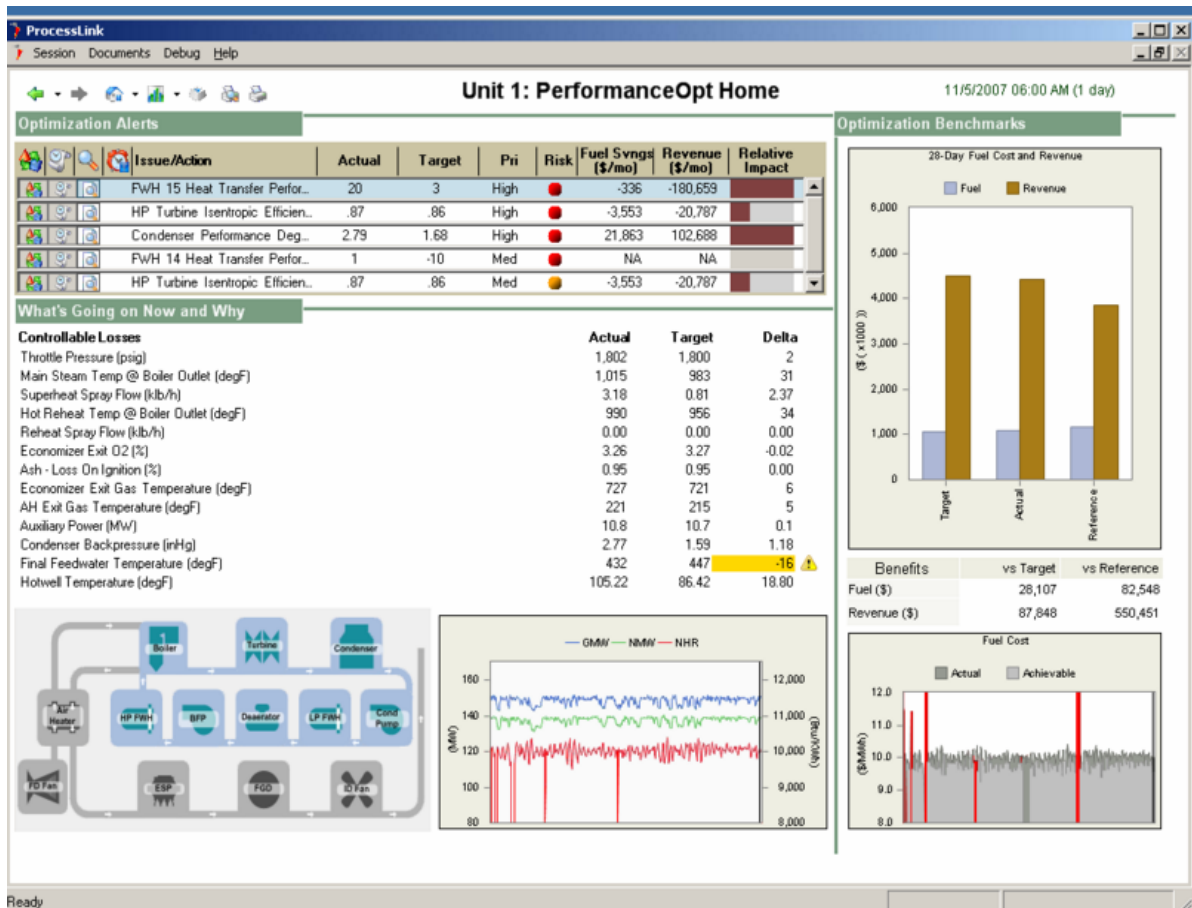 ProcessLink
Session Documents Debug Help
Unit 1: PerformanceOpt Home
11/5/2007 06:00 AM (1 day)
Optimization Alerts
Issue/Action Actual Target Pri Risk Fuel Svngs ($/mo) Revenue ($/mo) Relative Impact
FWH 15 Heat Transfer Perfor... 20 3 High -336 -180,659
HP Turbine Isentropic Efficien... .87 .86 High -3,553 -20,787
Condenser Performance Deg... 2.79 1.68 High 21,863 102,688
FWH 14 Heat Transfer Perfor... 1 -10 Med NA NA
HP Turbine Isentropic Efficien... .87 .86 Med -3,553 -20,787
What's Going on Now and Why
Controllable Losses Actual Target Delta
Throttle Pressure (psig) 1,802 1,800 2
Main Steam Temp @ Boiler Outlet (degF) 1,015 983 31
Superheat Spray Flow (klb/h) 3.18 0.81 2.37
Hot Reheat Temp @ Boiler Outlet (degF) 990 956 34
Reheat Spray Flow (klb/h) 0.00 0.00 0.00
Economizer Exit O2 (%) 3.26 3.27 -0.02
Ash - Loss On Ignition (%) 0.95 0.95 0.00
Economizer Exit Gas Temperature (degF) 727 721 6
AH Exit Gas Temperature (degF) 221 215 5
Auxiliary Power (MW) 10.8 10.7 0.1
Condenser Backpressure (inHg) 2.77 1.59 1.18
Final Feedwater Temperature (degF) 432 447 -16
Hotwell Temperature (degF) 105.22 86.42 18.80
1
Boiler Turbine Condenser
Air Heater HP FWH BFP Deaerator LP FWH Cond Pump
FD Fan ESP FGD ID Fan
GMW NMW NHR
160 12,000
140 11,000
120 10,000
100 9,000
80 8,000
(MW)
(Btu/KWh)
Optimization Benchmarks
28-Day Fuel Cost and Revenue
Fuel Revenue
6,000
5,000
4,000
3,000
2,000
1,000
0
($ ( x1000 ))
Target Actual Reference
Benefits vs Target vs Reference
Fuel ($) 28,107 82,548
Revenue ($) 87,848 550,451
Fuel Cost
Actual Achievable
12.0
11.0
10.0
9.0
8.0
($/MWh)
Ready